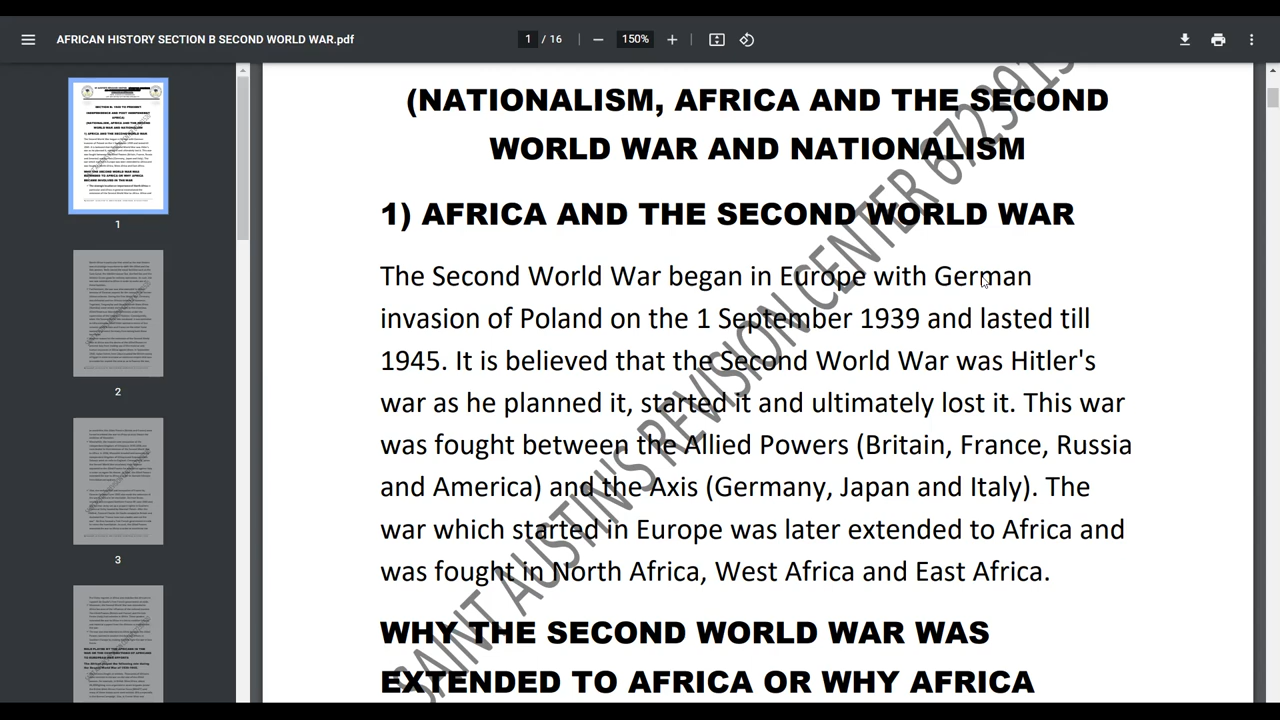 AFRICAN HISTORY SECTION B SECOND WORLD WAR.pdf
1 / 16
150%
(NATIONALISM, AFRICA AND THE SECOND
WORLD WAR AND NATIONALISM
1) AFRICA AND THE SECOND WORLD WAR
The Second World War began in Europe with German
invasion of Poland on the 1 September 1939 and lasted till
1945. It is believed that the Second World War was Hitler's
war as he planned it, started it and ultimately lost it. This war
was fought between the Allied Powers (Britain, France, Russia
and America) and the Axis (Germany, Japan and Italy). The
war which started in Europe was later extended to Africa and
was fought in North Africa, West Africa and East Africa.
WHY THE SECOND WORLD WAR WAS
EXTENDED TO AFRICA OR WHY AFRICA
SAINT AUSTIN'S REVISION CENTER
1
2
3